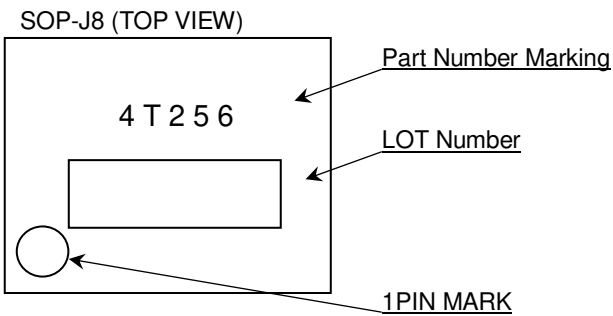 SOP-J8 (TOP VIEW)
Part Number Marking
4 T 2 5 6
LOT Number
1PIN MARK